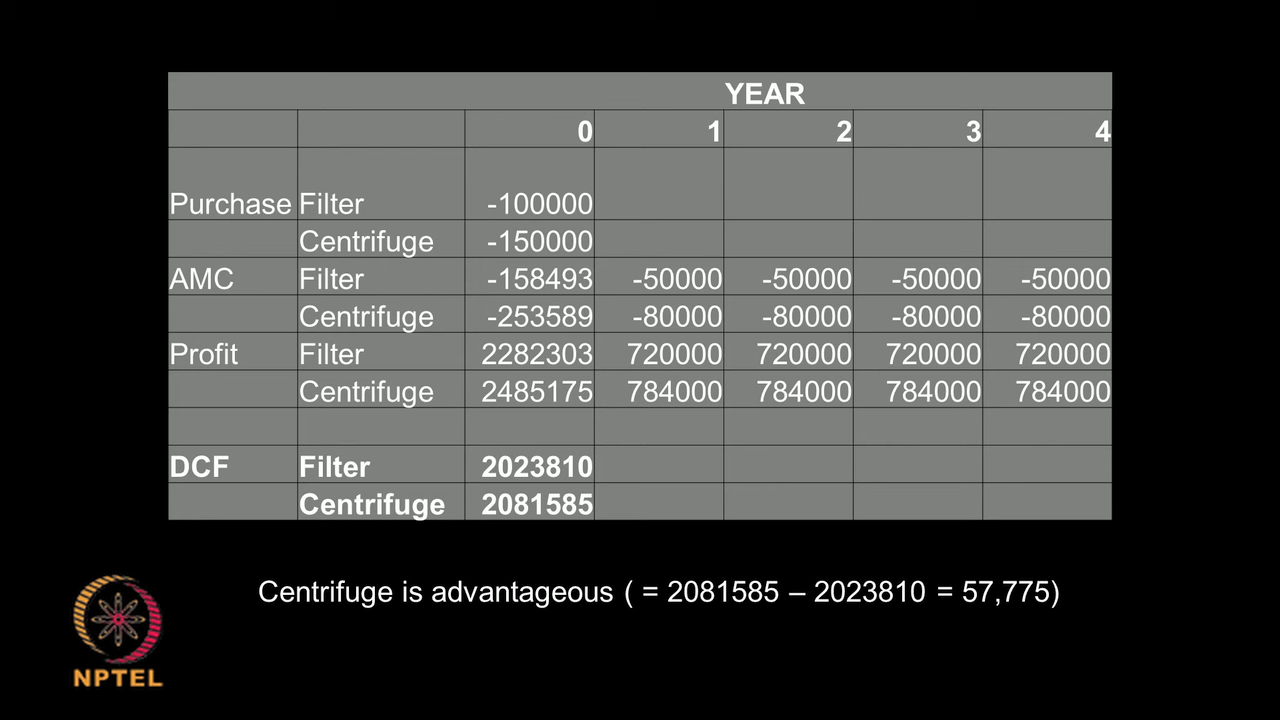 YEAR
0 1 2 3 4
Purchase Filter -100000
Centrifuge -150000
AMC Filter -158493 -50000 -50000 -50000 -50000
Centrifuge -253589 -80000 -80000 -80000 -80000
Profit Filter 2282303 720000 720000 720000 720000
Centrifuge 2485175 784000 784000 784000 784000
DCF Filter 2023810
Centrifuge 2081585
Centrifuge is advantageous ( = 2081585 – 2023810 = 57,775)
NPTEL